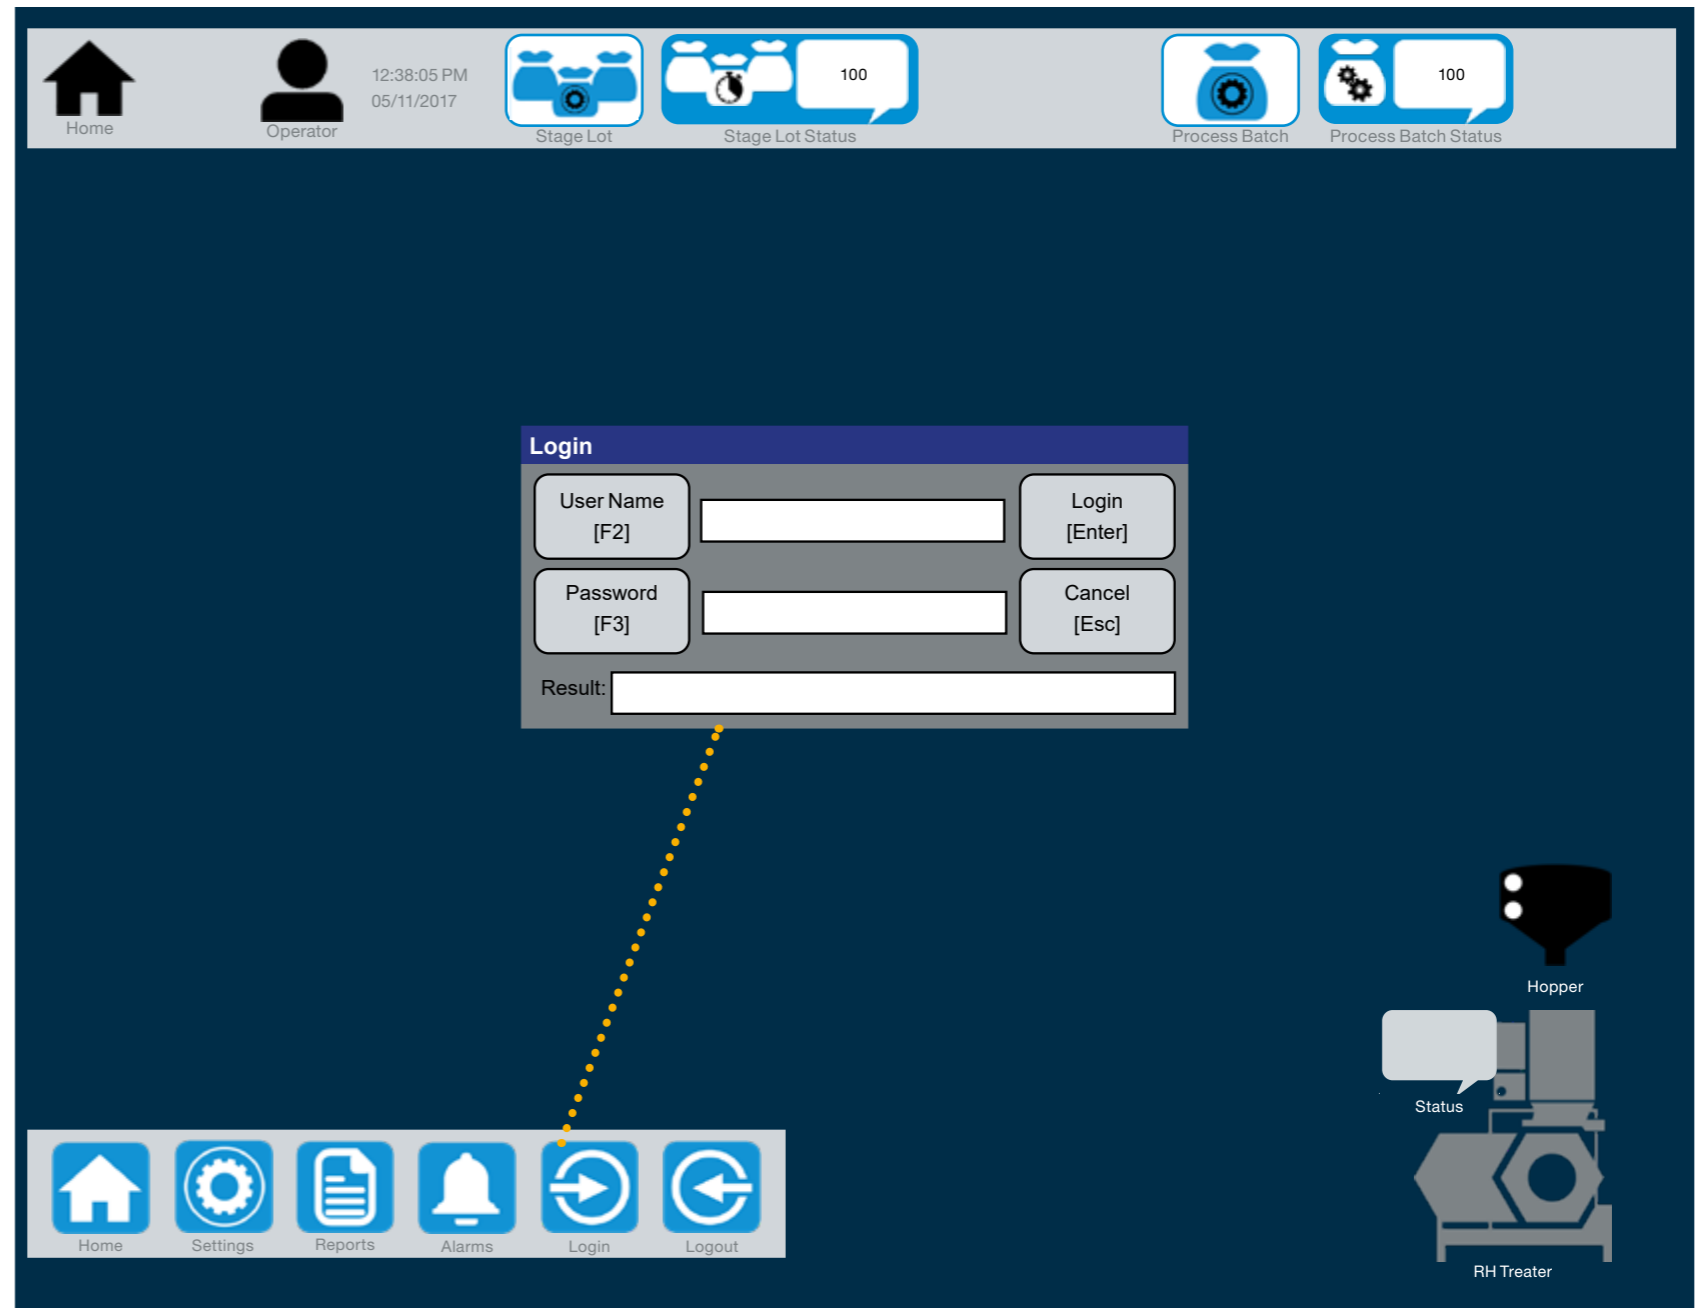 12:38:05 PM
05/11/2017
100
100
Home
Operator
Stage Lot
Stage Lot Status
Process Batch
Process Batch Status
Login
User Name
[F2]
Login
[Enter]
Password
[F3]
Cancel
[Esc]
Result:
Hopper
Status
RH Treater
Home
Settings
Reports
Alarms
Login
Logout